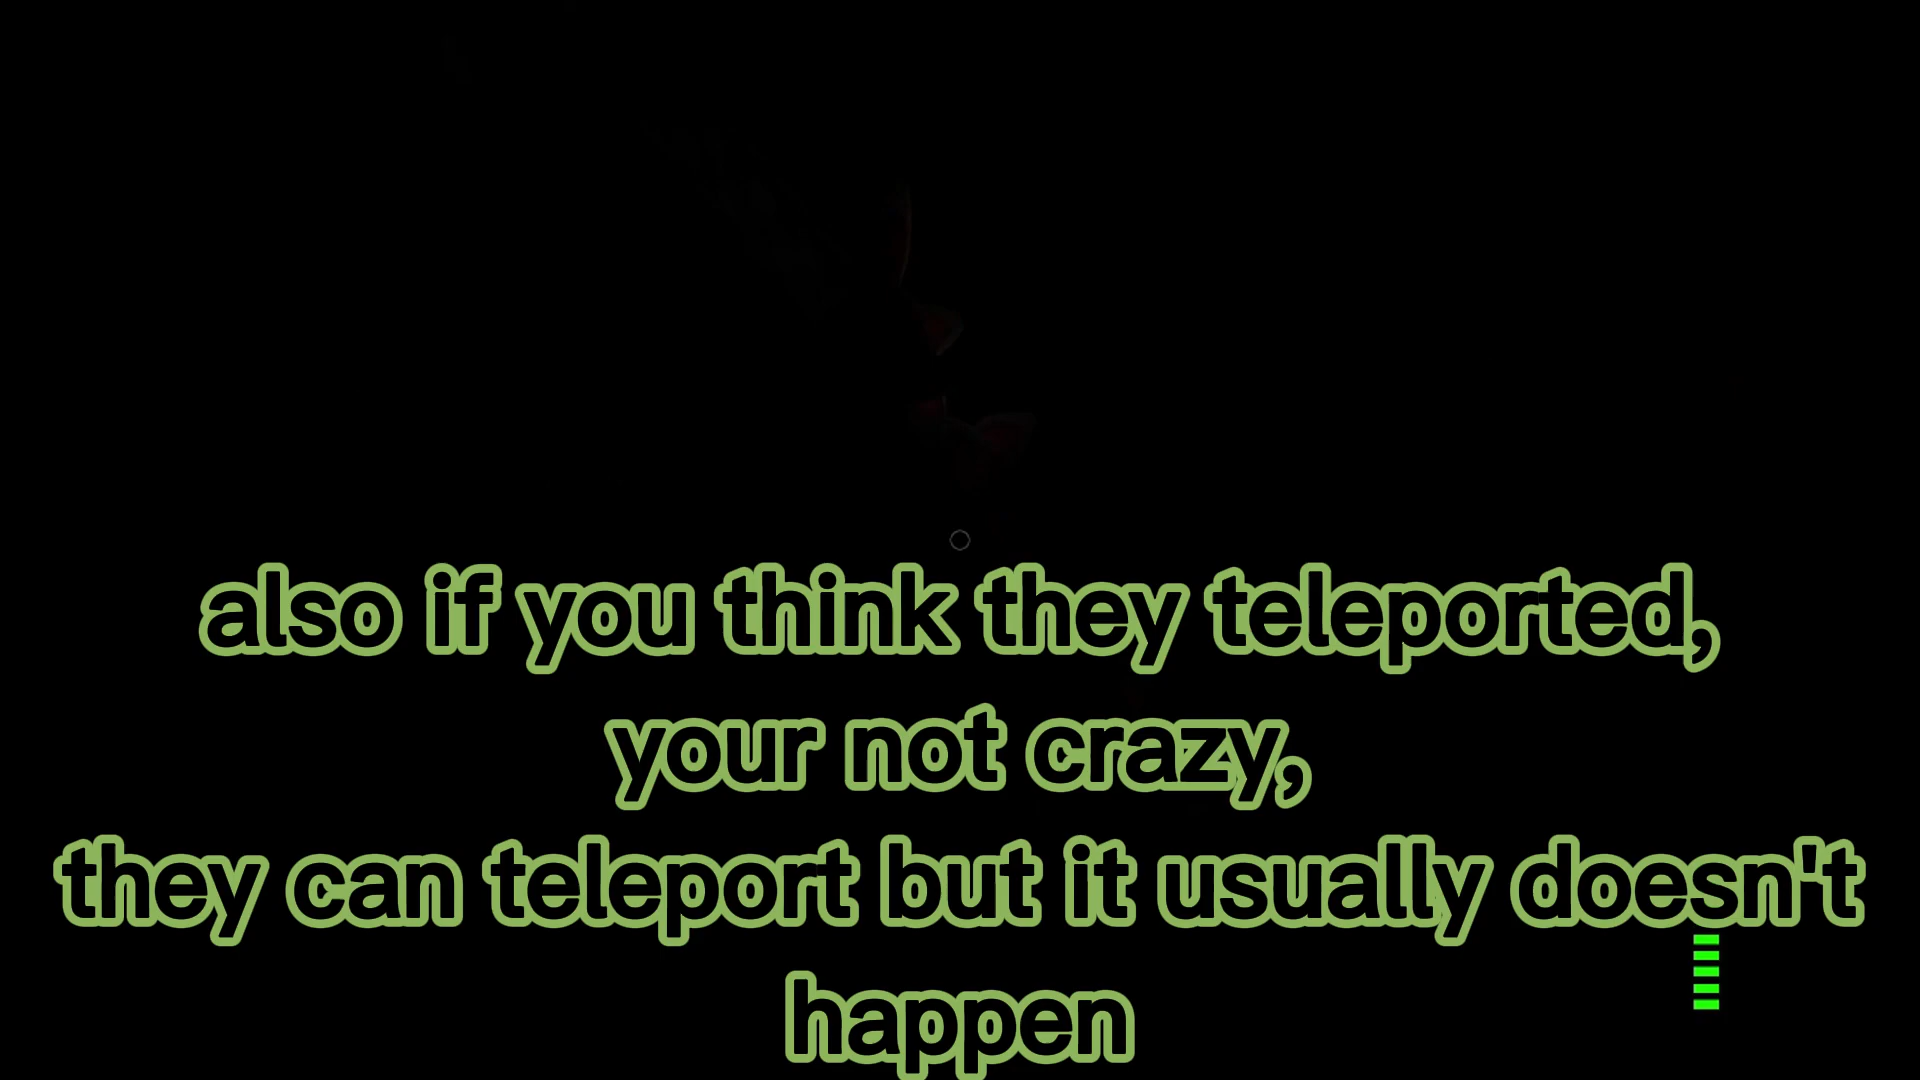 also if you think they teleported,
your not crazy,
they can teleport but it usually doesn't
happen